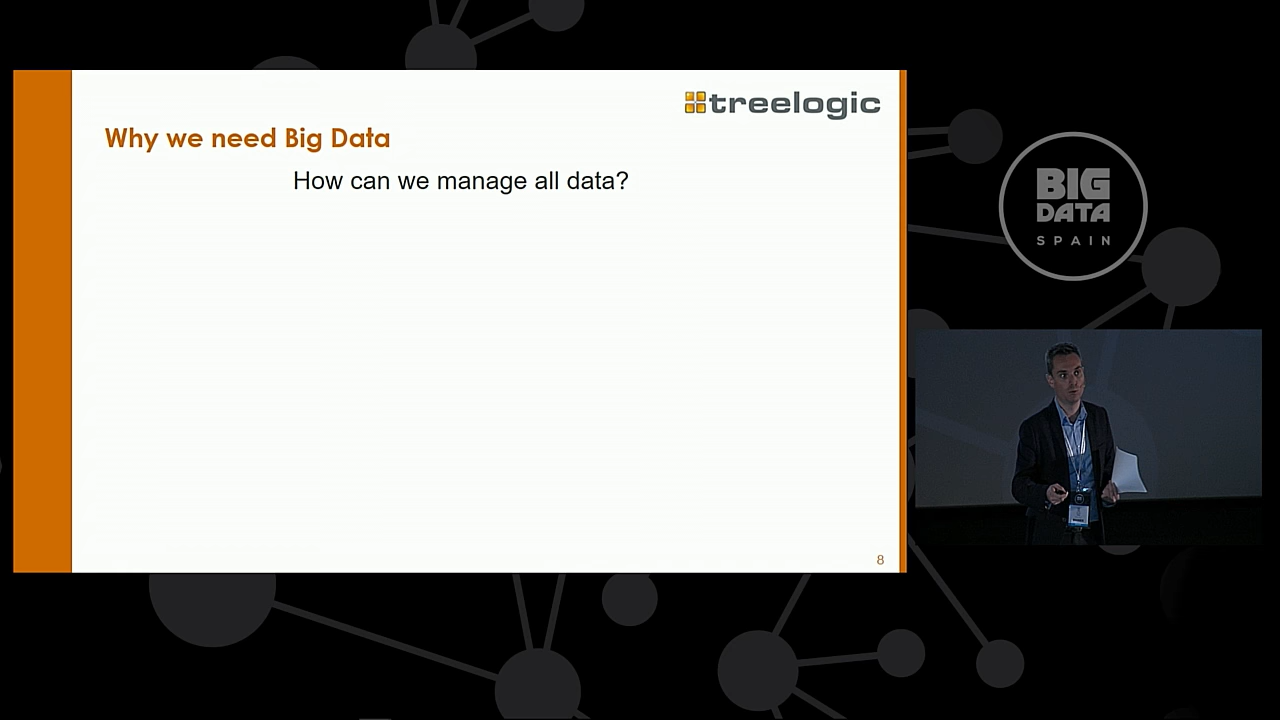 treelogic
Why we need Big Data
How can we manage all data?
8
BIG
DATA
SPAIN